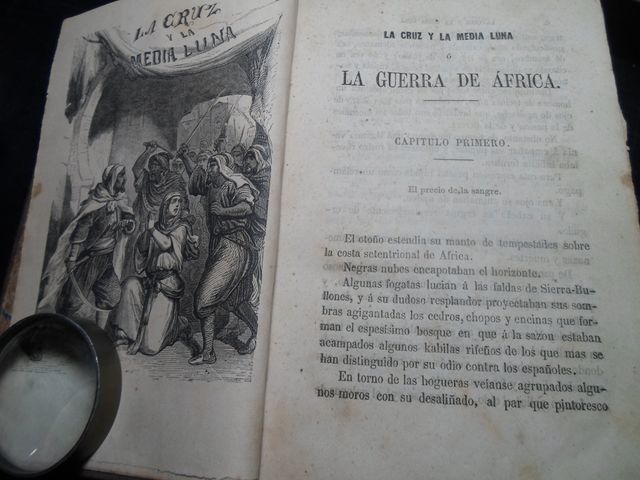 LA CRUZ
Y LA
MEDIA LUNA
LA CRUZ Y LA MEDIA LUNA
ó
LA GUERRA DE ÁFRICA.
CAPITULO PRIMERO.
El precio de la sangre.
El otoño estendia su manto de tempestades sobre
la costa setentrional de Africa.
Negras nubes encapotaban el horizonte.
Algunas fogatas lucian á las faldas de Sierra-Bu-
llones, y á su dudoso resplandor proyectaban sus som-
bras agigantadas los cedros, chopos y encinas que for-
man el espesísimo bosque en que á la sazon estaban
acampados algunos kabilas rifeños de los que mas se
han distinguido por su odio contra los españoles.
En torno de las hogueras veíanse agrupados algu-
nos moros con su desaliñado, al par que pintoresco